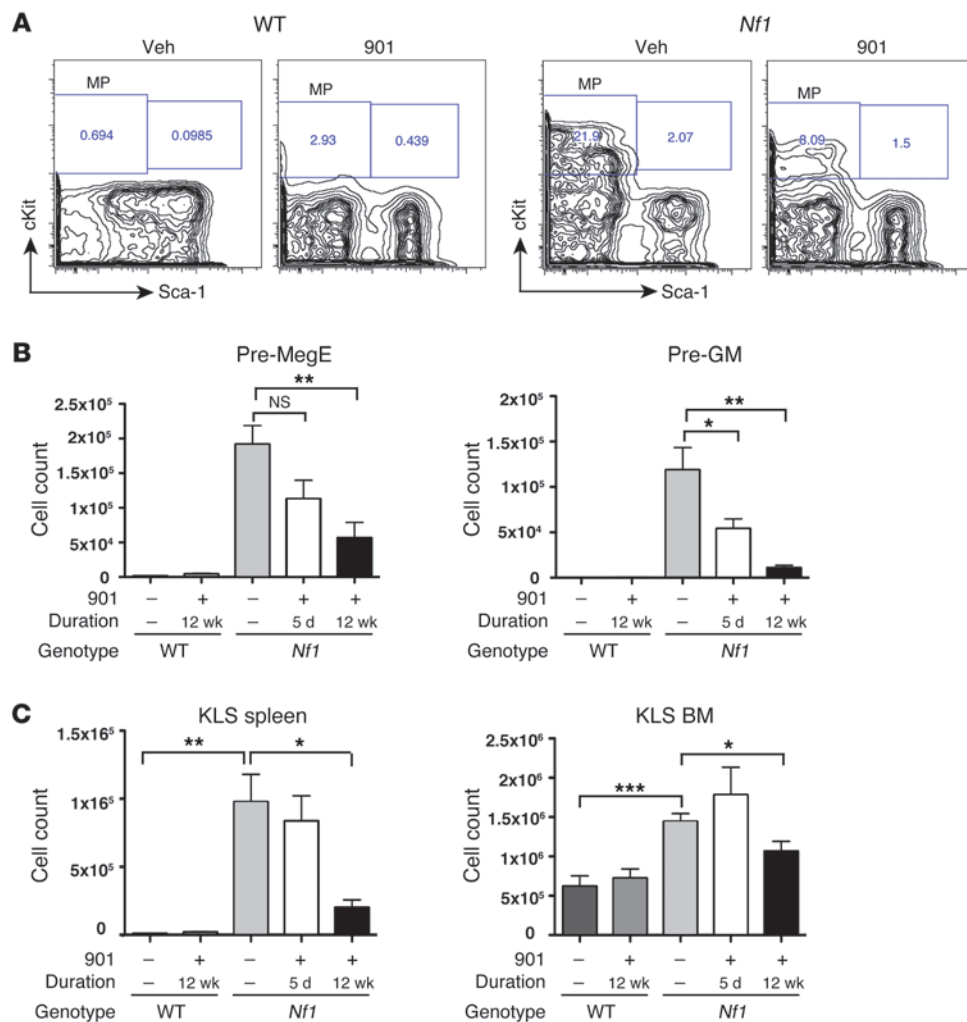 A
WT
Nf1
Veh
901
Veh
901
MP
MP
MP
MP
0.694
0.0985
2.93
0.439
21.9
2.07
8.09
1.5
cKit
Sca-1
cKit
Sca-1
B
Pre-MegE
Pre-GM
**
NS
**
*
2.5x10⁵
2x10⁵
1.5x10⁵
1x10⁵
5x10⁴
0
Cell count
2x10⁵
1.5x10⁵
1x10⁵
5x10⁴
0
Cell count
901 – + – + +
Duration – 12 wk – 5 d 12 wk
Genotype WT Nf1
901 – + – + +
Duration – 12 wk – 5 d 12 wk
Genotype WT Nf1
C
KLS spleen
KLS BM
** *
*** *
1.5x16⁵
1x16⁵
5x10⁵
0
Cell count
2.5x10⁶
2x10⁶
1.5x10⁶
1x10⁶
5x10⁵
0
Cell count
901 – + – + +
Duration – 12 wk – 5 d 12 wk
Genotype WT Nf1
901 – + – + +
Duration – 12 wk – 5 d 12 wk
Genotype WT Nf1